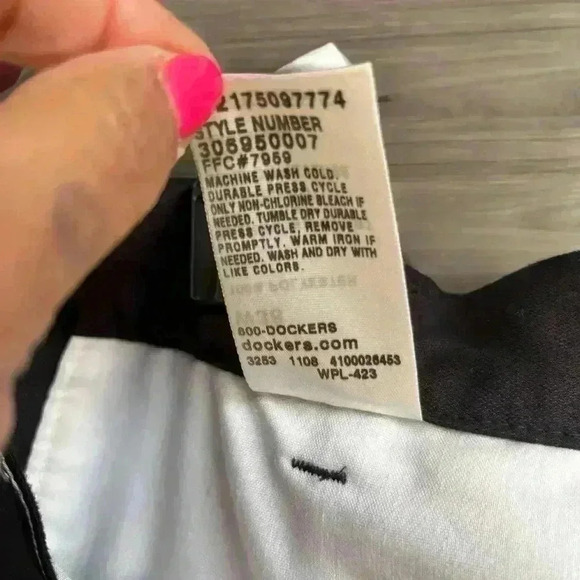 2175097774
STYLE NUMBER
305950007
FFC#7959
MACHINE WASH COLD.
DURABLE PRESS CYCLE
ONLY NON-CHLORINE BLEACH IF
NEEDED. TUMBLE DRY DURABLE
PRESS CYCLE, REMOVE
PROMPTLY. WARM IRON IF
NEEDED. WASH AND DRY WITH
LIKE COLORS.
800-DOCKERS
dockers.com
3253 1108 4100026453
WPL-423